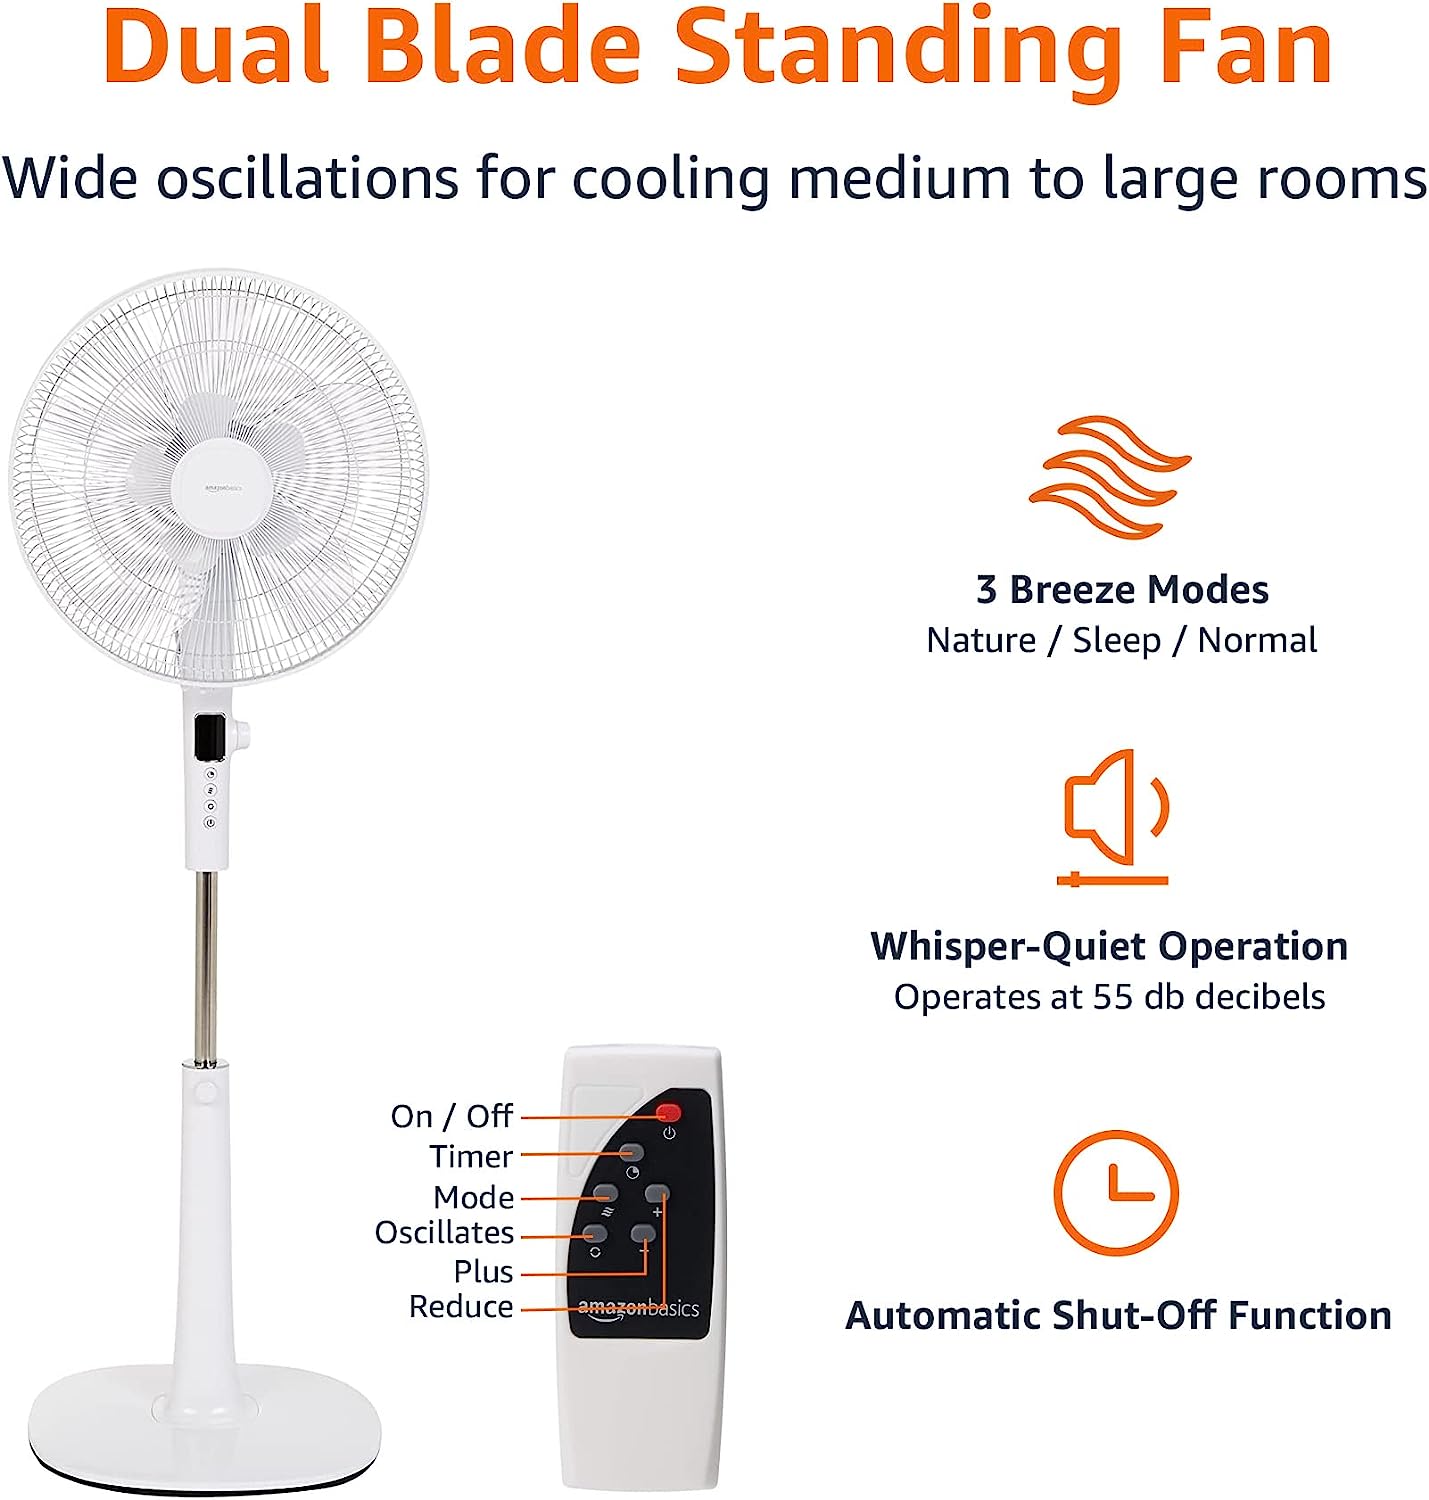 Dual Blade Standing Fan
Wide oscillations for cooling medium to large rooms
amazonbasics
3 Breeze Modes
Nature / Sleep / Normal
Whisper-Quiet Operation
Operates at 55 db decibels
On / Off
Timer
Mode
Oscillates
Plus
Reduce
+
-
amazonbasics
Automatic Shut-Off Function